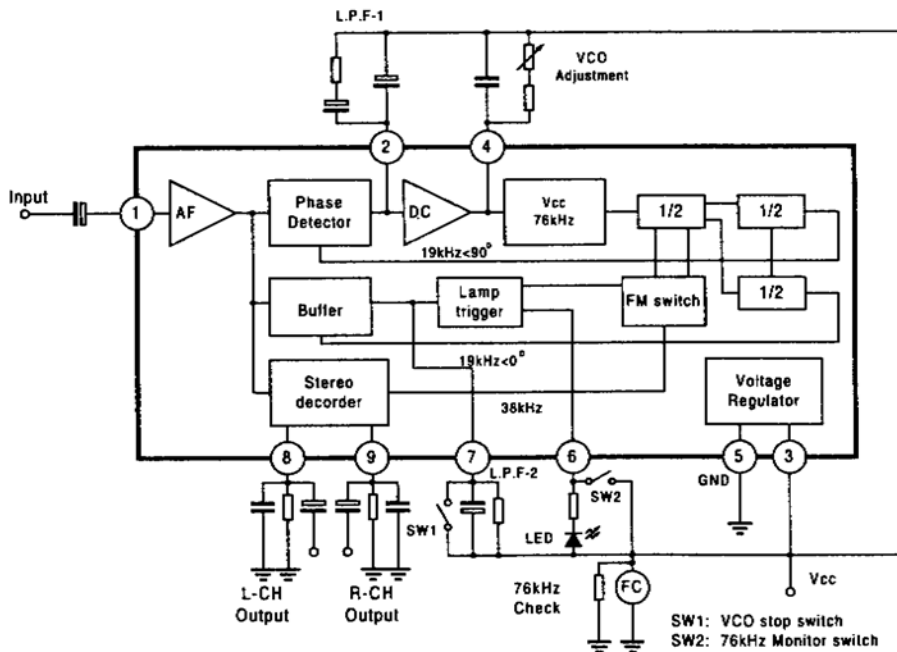 L.P.F-1
VCO
Adjustment
2
4
Input
1
AF
Phase
Detector
DC
Vcc
76kHz
1/2
1/2
19kHz<90°
1/2
Buffer
Lamp
trigger
FM switch
19kHz<0°
Stereo
decorder
38kHz
Voltage
Regulator
8
9
7
6
5
3
L.P.F-2
GND
SW1
SW2
LED
L-CH
Output
R-CH
Output
76kHz
Check
FC
Vcc
SW1: VCO stop switch
SW2: 76kHz Monitor switch